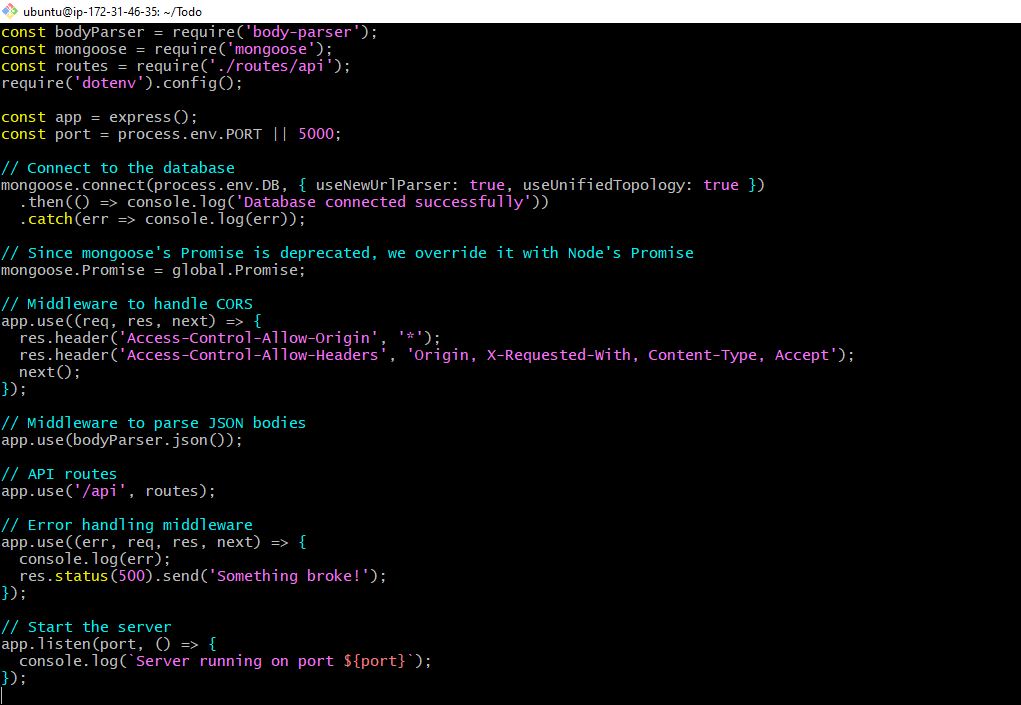 ubuntu@ip-172-31-46-35: ~/Todo
const bodyParser = require('body-parser');
const mongoose = require('mongoose');
const routes = require('./routes/api');
require('dotenv').config();
const app = express();
const port = process.env.PORT || 5000;
// Connect to the database
mongoose.connect(process.env.DB, { useNewUrlParser: true, useUnifiedTopology: true })
  .then(() => console.log('Database connected successfully'))
  .catch(err => console.log(err));
// Since mongoose's Promise is deprecated, we override it with Node's Promise
mongoose.Promise = global.Promise;
// Middleware to handle CORS
app.use((req, res, next) => {
  res.header('Access-Control-Allow-Origin', '*');
  res.header('Access-Control-Allow-Headers', 'Origin, X-Requested-With, Content-Type, Accept');
  next();
});
// Middleware to parse JSON bodies
app.use(bodyParser.json());
// API routes
app.use('/api', routes);
// Error handling middleware
app.use((err, req, res, next) => {
  console.log(err);
  res.status(500).send('Something broke!');
});
// Start the server
app.listen(port, () => {
  console.log(`Server running on port ${port}`);
});